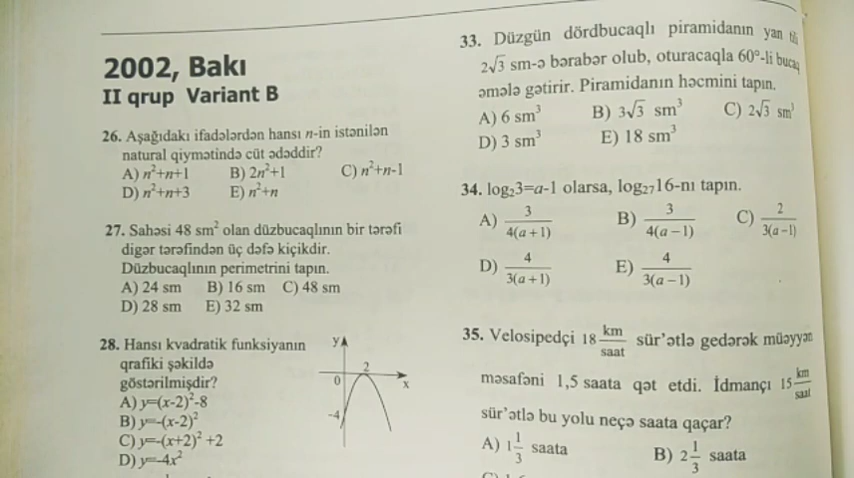 2002, Bakı
II qrup Variant B
26. Aşağıdakı ifadələrdən hansı n-in istənilən
natural qiymətində cüt ədəddir?
A) n²+n+1 B) 2n²+1 C) n²+n-1
D) n²+n+3 E) n²+n
27. Sahəsi 48 sm² olan düzbucaqlının bir tərəfi
digər tərəfindən üç dəfə kiçikdir.
Düzbucaqlının perimetrini tapın.
A) 24 sm B) 16 sm C) 48 sm
D) 28 sm E) 32 sm
28. Hansı kvadratik funksiyanın
qrafiki şəkildə
göstərilmişdir?
A) y=(x-2)²-8
B) y=-(x-2)²
C) y=-(x+2)²+2
D) y=-4x²
y
2
0
x
-4
33. Düzgün dördbucaqlı piramidanın yan
2√3 sm-ə bərabər olub, oturacaqla 60°-li bucaq
əmələ gətirir. Piramidanın həcmini tapın.
A) 6 sm³ B) 3√3 sm³ C) 2√3 sm³
D) 3 sm³ E) 18 sm³
34. log₂3=a-1 olarsa, log₂₇16-nı tapın.
A) 3/4(a+1) B) 3/4(a−1) C) 2/3(a−1)
D) 4/3(a+1) E) 4/3(a−1)
35. Velosipedçi 18 km/saat sür'ətlə gedərək müəyyən
məsafəni 1,5 saata qət etdi. İdmançı 15 km/saat
sür'ətlə bu yolu neçə saata qaçar?
A) 1 1/3 saata B) 2 1/3 saata